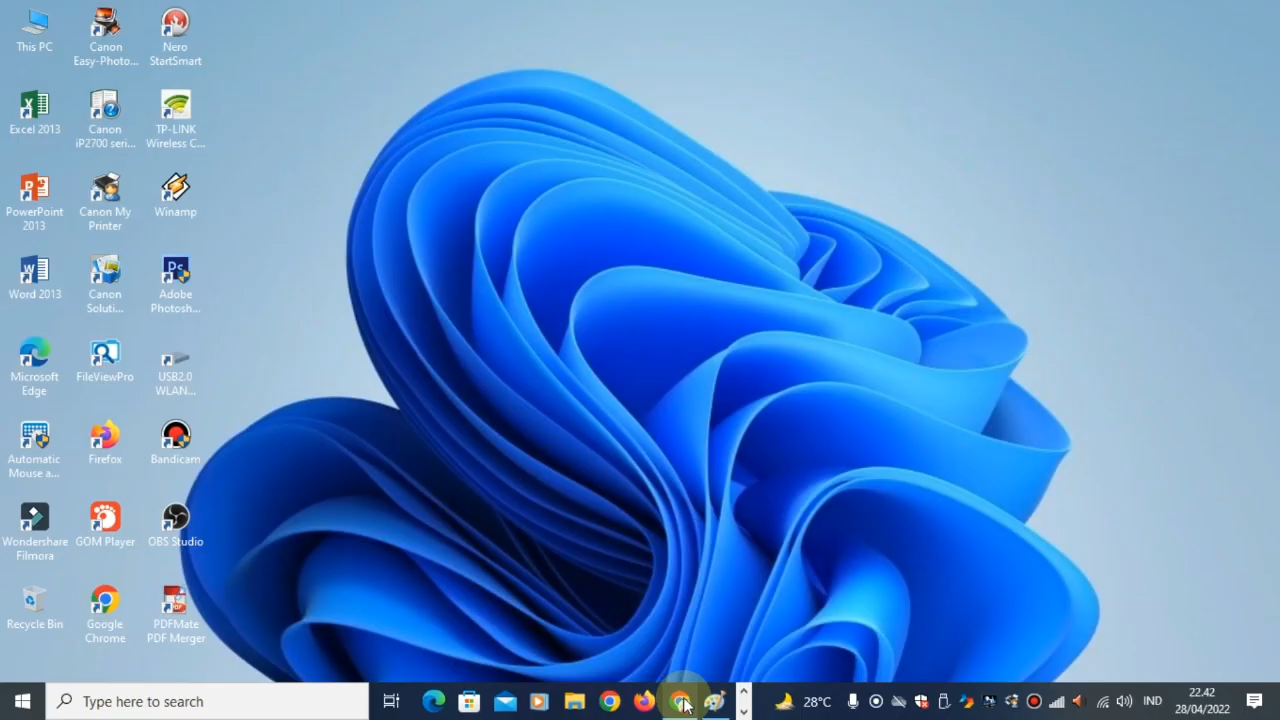 This PC
Canon
Easy-Photo...
Nero
StartSmart
Excel 2013
Canon
iP2700 seri...
TP-LINK
Wireless C...
PowerPoint
2013
Canon My
Printer
Winamp
Word 2013
Canon
Soluti...
Adobe
Photosh...
Microsoft
Edge
FileViewPro
USB2.0
WLAN...
Automatic
Mouse a...
Firefox
Bandicam
Wondershare
Filmora
GOM Player
OBS Studio
Recycle Bin
Google
Chrome
PDFMate
PDF Merger
Type here to search
28°C
IND
22.42
28/04/2022